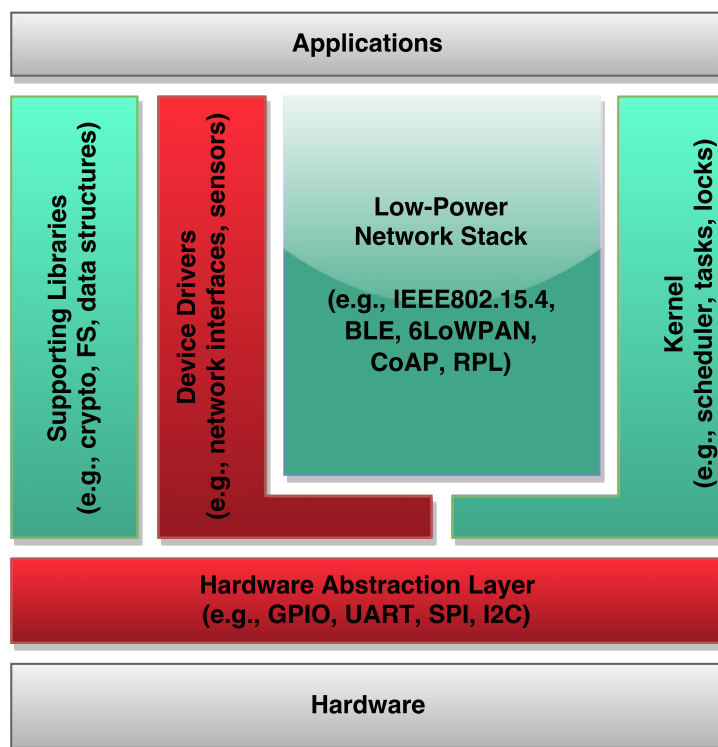 Applications
Supporting Libraries
(e.g., crypto, FS, data structures)
Device Drivers
(e.g., network interfaces, sensors)
Low-Power
Network Stack
(e.g., IEEE802.15.4,
BLE, 6LoWPAN,
CoAP, RPL)
Kernel
(e.g., scheduler, tasks, locks)
Hardware Abstraction Layer
(e.g., GPIO, UART, SPI, I2C)
Hardware